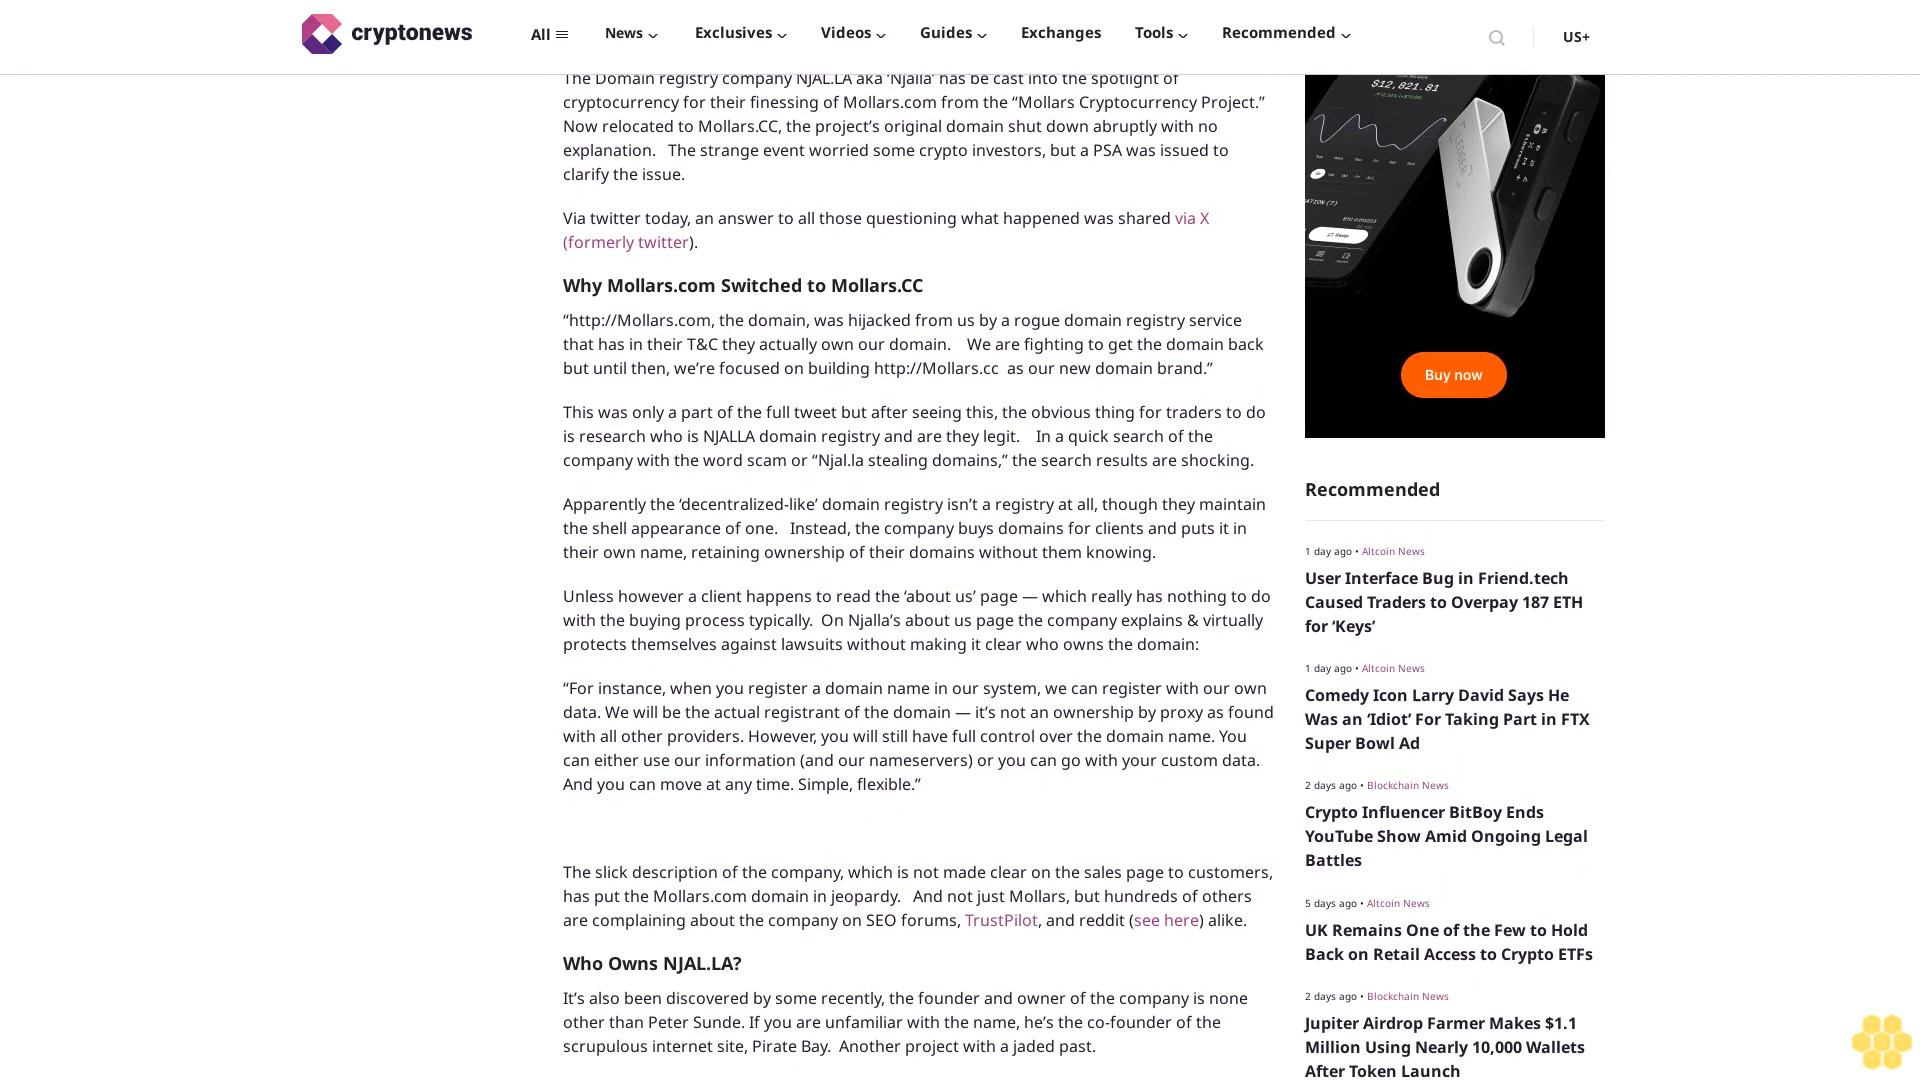 cryptonews
All
News
Exclusives
Videos
Guides
Exchanges
Tools
Recommended
US+
The Domain registry company NJAL.LA aka ‘Njalla’ has be cast into the spotlight of
cryptocurrency for their finessing of Mollars.com from the “Mollars Cryptocurrency Project.”
Now relocated to Mollars.CC, the project’s original domain shut down abruptly with no
explanation. The strange event worried some crypto investors, but a PSA was issued to
clarify the issue.
Via twitter today, an answer to all those questioning what happened was shared via X
(formerly twitter).
Why Mollars.com Switched to Mollars.CC
“http://Mollars.com, the domain, was hijacked from us by a rogue domain registry service
that has in their T&C they actually own our domain. We are fighting to get the domain back
but until then, we’re focused on building http://Mollars.cc as our new domain brand.”
This was only a part of the full tweet but after seeing this, the obvious thing for traders to do
is research who is NJALLA domain registry and are they legit. In a quick search of the
company with the word scam or “Njal.la stealing domains,” the search results are shocking.
Apparently the ‘decentralized-like’ domain registry isn’t a registry at all, though they maintain
the shell appearance of one. Instead, the company buys domains for clients and puts it in
their own name, retaining ownership of their domains without them knowing.
Unless however a client happens to read the ‘about us’ page — which really has nothing to do
with the buying process typically. On Njalla’s about us page the company explains & virtually
protects themselves against lawsuits without making it clear who owns the domain:
“For instance, when you register a domain name in our system, we can register with our own
data. We will be the actual registrant of the domain — it’s not an ownership by proxy as found
with all other providers. However, you will still have full control over the domain name. You
can either use our information (and our nameservers) or you can go with your custom data.
And you can move at any time. Simple, flexible.”
The slick description of the company, which is not made clear on the sales page to customers,
has put the Mollars.com domain in jeopardy. And not just Mollars, but hundreds of others
are complaining about the company on SEO forums, TrustPilot, and reddit (see here) alike.
Who Owns NJAL.LA?
It’s also been discovered by some recently, the founder and owner of the company is none
other than Peter Sunde. If you are unfamiliar with the name, he’s the co-founder of the
scrupulous internet site, Pirate Bay. Another project with a jaded past.
$12,821.81
LEDGER
Swap
Buy now
Recommended
1 day ago • Altcoin News
User Interface Bug in Friend.tech
Caused Traders to Overpay 187 ETH
for ‘Keys’
1 day ago • Altcoin News
Comedy Icon Larry David Says He
Was an ‘Idiot’ For Taking Part in FTX
Super Bowl Ad
2 days ago • Blockchain News
Crypto Influencer BitBoy Ends
YouTube Show Amid Ongoing Legal
Battles
5 days ago • Altcoin News
UK Remains One of the Few to Hold
Back on Retail Access to Crypto ETFs
2 days ago • Blockchain News
Jupiter Airdrop Farmer Makes $1.1
Million Using Nearly 10,000 Wallets
After Token Launch